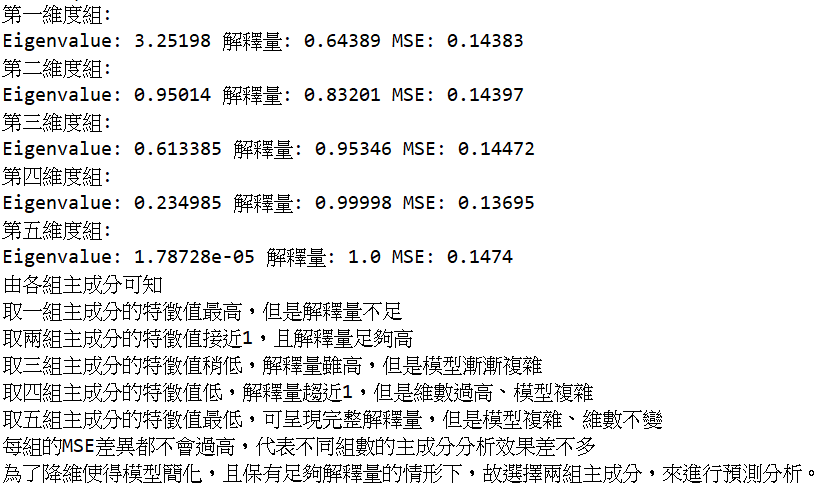 第一維度組:
Eigenvalue: 3.25198 解釋量: 0.64389 MSE: 0.14383
第二維度組:
Eigenvalue: 0.95014 解釋量: 0.83201 MSE: 0.14397
第三維度組:
Eigenvalue: 0.613385 解釋量: 0.95346 MSE: 0.14472
第四維度組:
Eigenvalue: 0.234985 解釋量: 0.99998 MSE: 0.13695
第五維度組:
Eigenvalue: 1.78728e-05 解釋量: 1.0 MSE: 0.1474
由各組主成分可知
取一組主成分的特徵值最高，但是解釋量不足
取兩組主成分的特徵值接近1，且解釋量足夠高
取三組主成分的特徵值稍低，解釋量雖高，但是模型漸漸複雜
取四組主成分的特徵值低，解釋量趨近1，但是維數過高、模型複雜
取五組主成分的特徵值最低，可呈現完整解釋量，但是模型複雜、維數不變
每組的MSE差異都不會過高，代表不同組數的主成分分析效果差不多
為了降維使得模型簡化，且保有足夠解釋量的情形下，故選擇兩組主成分，來進行預測分析。